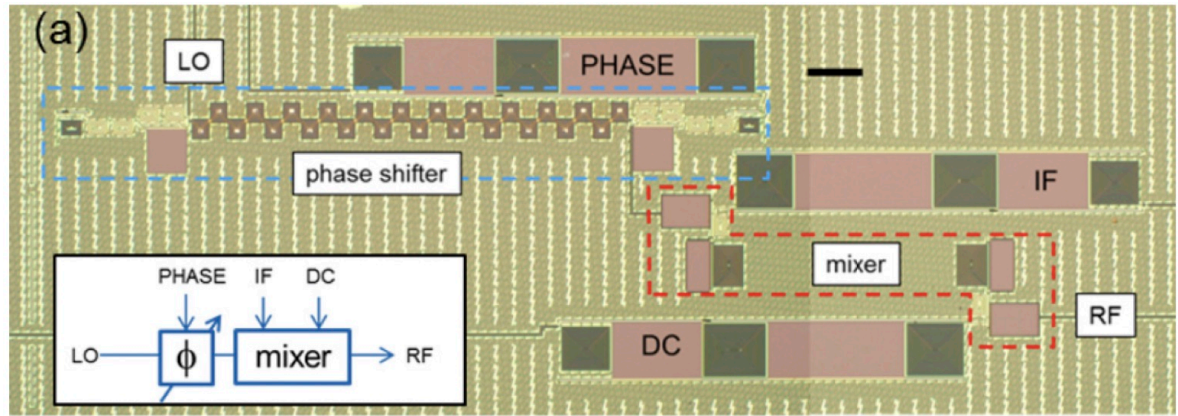 (a)
LO
PHASE
phase shifter
IF
mixer
RF
DC
PHASE IF DC
LO ϕ mixer RF